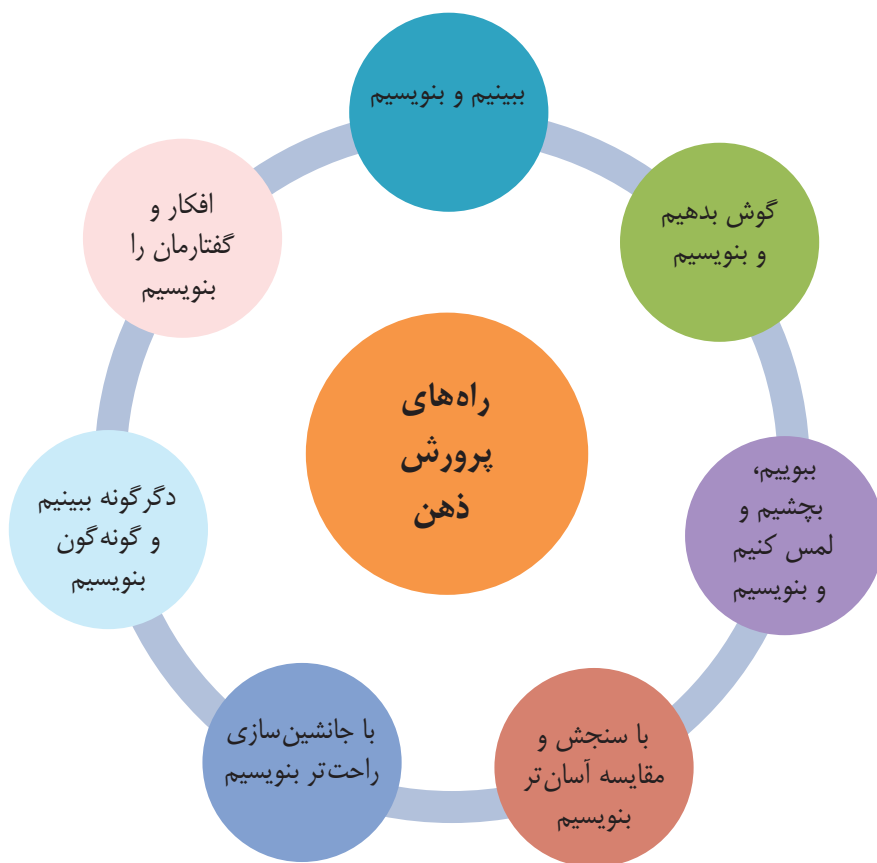 راه‌های
پرورش
ذهن
ببینیم و بنویسیم
گوش بدهیم
و بنویسیم
ببوییم،
بچشیم و
لمس کنیم
و بنویسیم
با سنجش و
مقایسه آسان‌تر
بنویسیم
با جانشین‌سازی
راحت‌تر بنویسیم
دگرگونه ببینیم
و گونه‌گون
بنویسیم
افکار و
گفتارمان را
بنویسیم